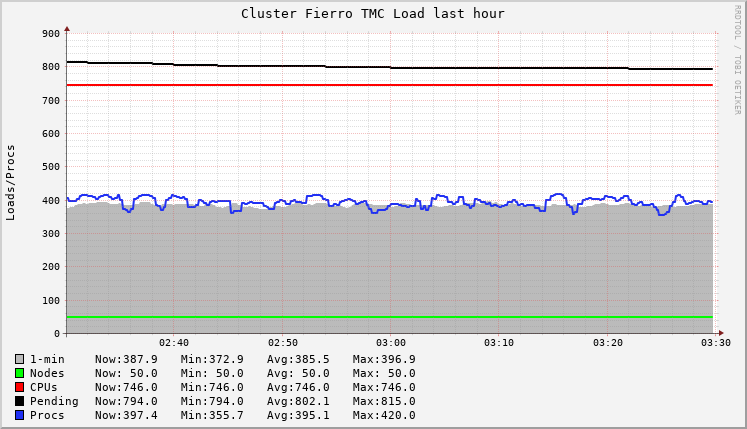 Cluster Fierro TMC Load last hour
RRDTOOL / TOBI OETIKER
Loads/Procs
900
800
700
600
500
400
300
200
100
0
02:40 02:50 03:00 03:10 03:20 03:30
1-min Now:387.9 Min:372.9 Avg:385.5 Max:396.9
Nodes Now: 50.0 Min: 50.0 Avg: 50.0 Max: 50.0
CPUs Now:746.0 Min:746.0 Avg:746.0 Max:746.0
Pending Now:794.0 Min:794.0 Avg:802.1 Max:815.0
Procs Now:397.4 Min:355.7 Avg:395.1 Max:420.0